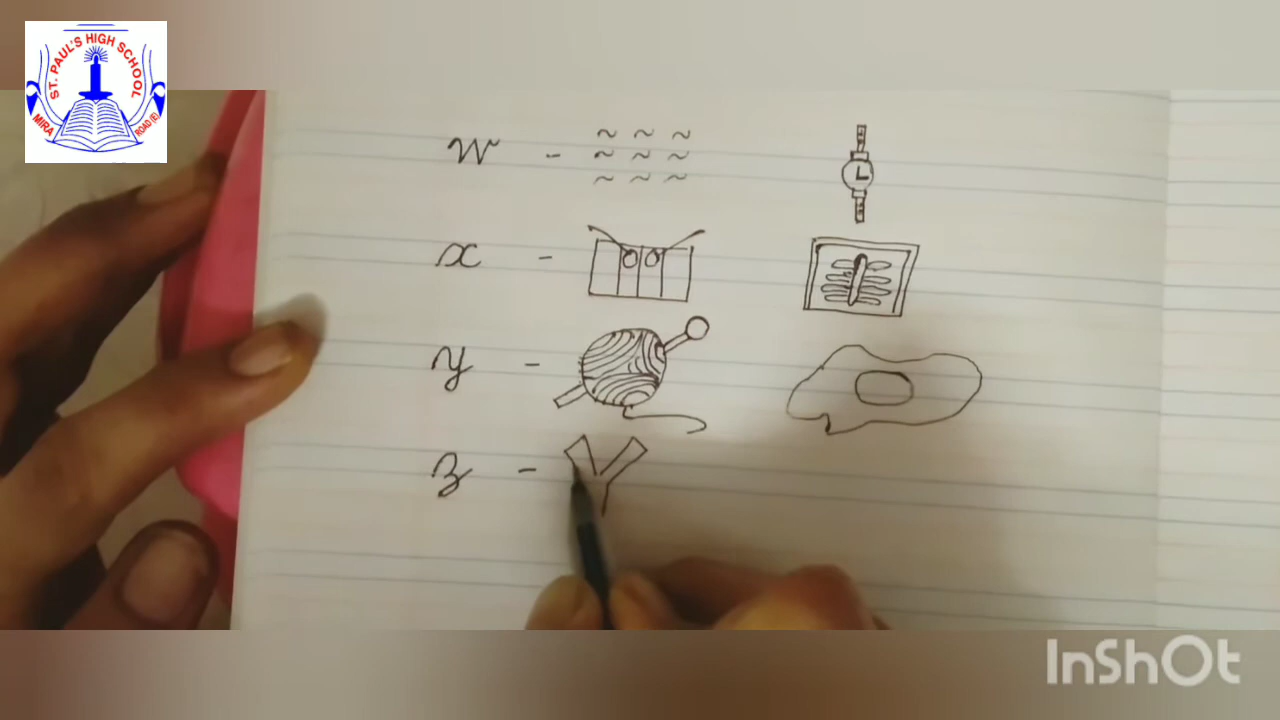 ST. PAUL'S HIGH SCHOOL
MIRA ROAD (E)
w -
x -
y -
z -
InShOt